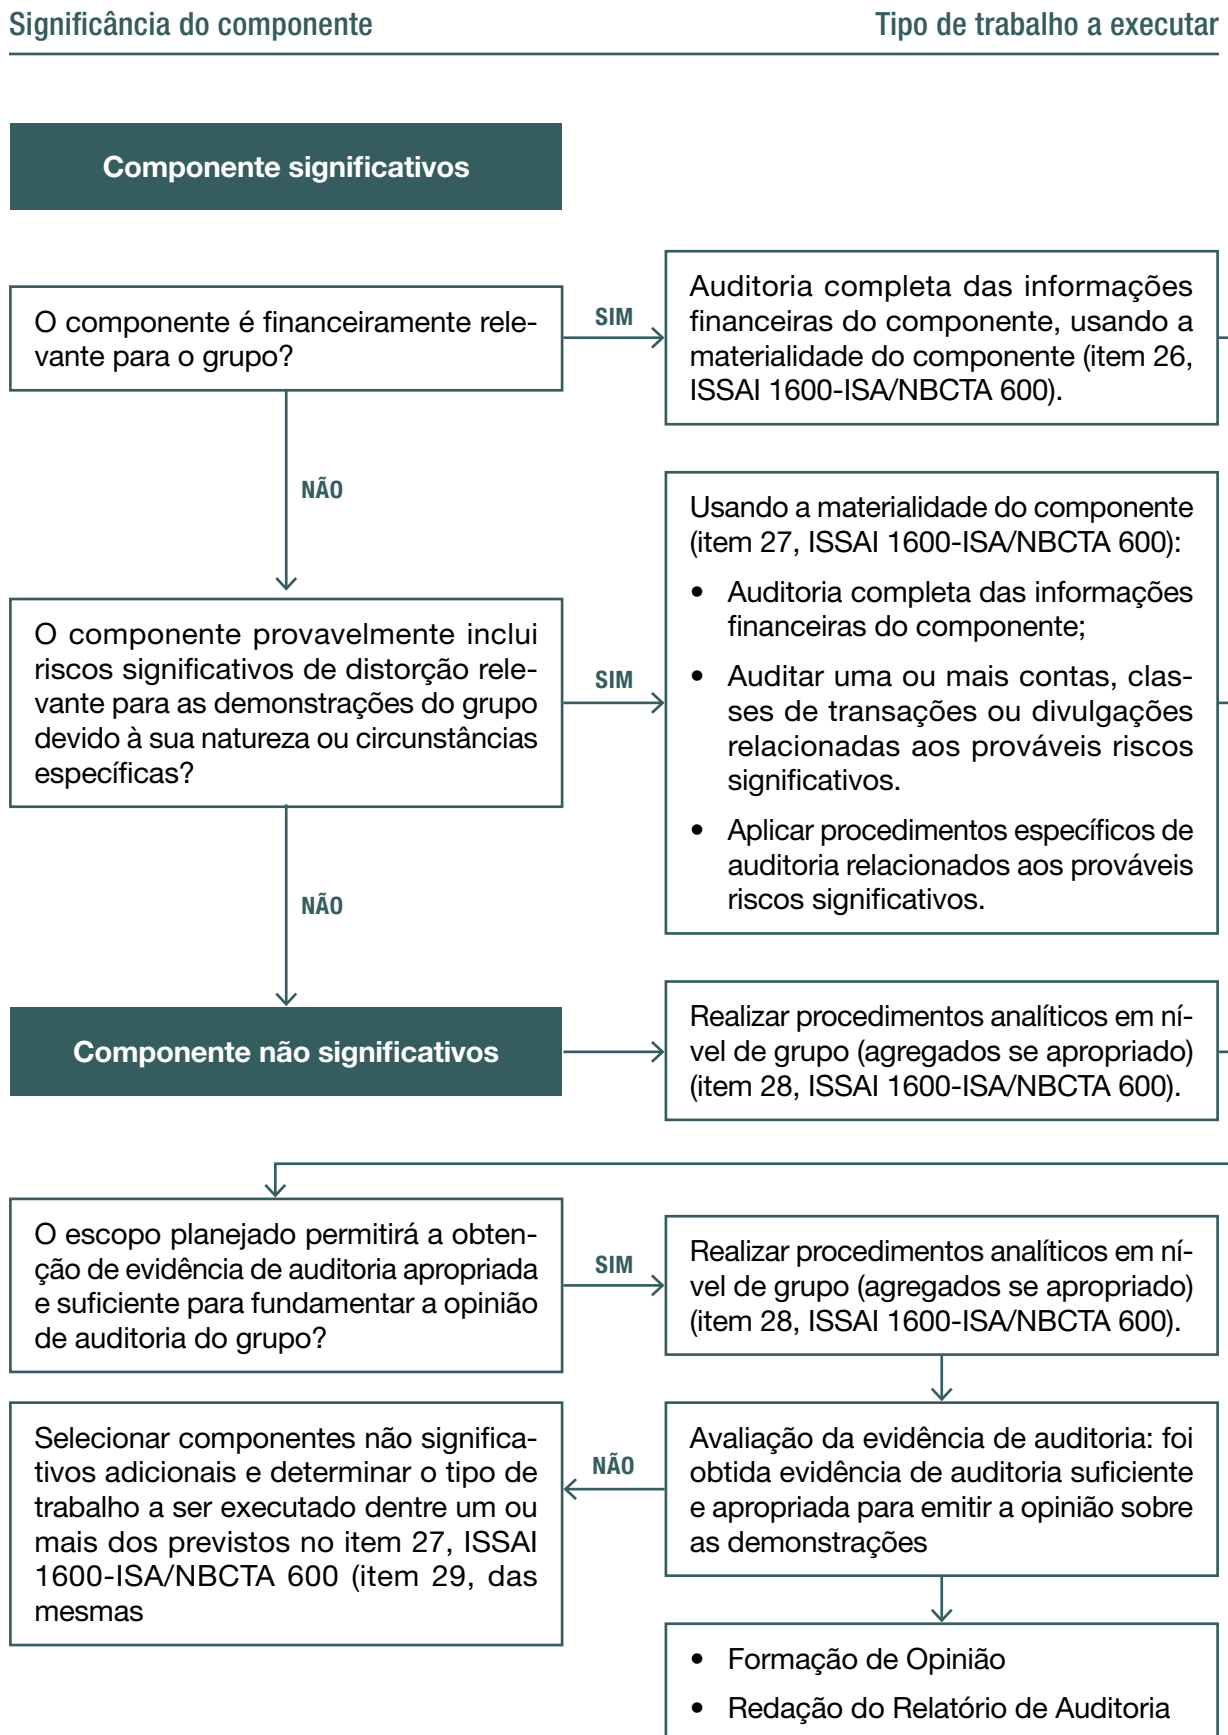 Significância do componente
Tipo de trabalho a executar
Componente significativos
O componente é financeiramente rele-
vante para o grupo?
SIM
Auditoria completa das informações
financeiras do componente, usando a
materialidade do componente (item 26,
ISSAI 1600-ISA/NBCTA 600).
NÃO
O componente provavelmente inclui
riscos significativos de distorção rele-
vante para as demonstrações do grupo
devido à sua natureza ou circunstâncias
específicas?
SIM
Usando a materialidade do componente
(item 27, ISSAI 1600-ISA/NBCTA 600):
• Auditoria completa das informações
financeiras do componente;
• Auditar uma ou mais contas, clas-
ses de transações ou divulgações
relacionadas aos prováveis riscos
significativos.
• Aplicar procedimentos específicos de
auditoria relacionados aos prováveis
riscos significativos.
NÃO
Componente não significativos
Realizar procedimentos analíticos em ní-
vel de grupo (agregados se apropriado)
(item 28, ISSAI 1600-ISA/NBCTA 600).
O escopo planejado permitirá a obten-
ção de evidência de auditoria apropriada
e suficiente para fundamentar a opinião
de auditoria do grupo?
SIM
Realizar procedimentos analíticos em ní-
vel de grupo (agregados se apropriado)
(item 28, ISSAI 1600-ISA/NBCTA 600).
Selecionar componentes não significa-
tivos adicionais e determinar o tipo de
trabalho a ser executado dentre um ou
mais dos previstos no item 27, ISSAI
1600-ISA/NBCTA 600 (item 29, das
mesmas
NÃO
Avaliação da evidência de auditoria: foi
obtida evidência de auditoria suficiente
e apropriada para emitir a opinião sobre
as demonstrações
• Formação de Opinião
• Redação do Relatório de Auditoria